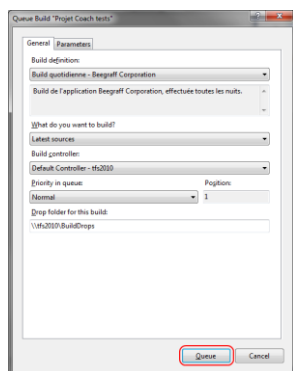 Queue Build "Projet Coach tests"
General
Parameters
Build definition:
Build quotidienne - Beegraff Corporation
Build de l'application Beegraff Corporation, effectuée toutes les nuits.
What do you want to build?
Latest sources
Build controller:
Default Controller - tfs2010
Priority in queue:
Position:
Normal
1
Drop folder for this build:
\\tfs2010\BuildDrops
Queue
Cancel